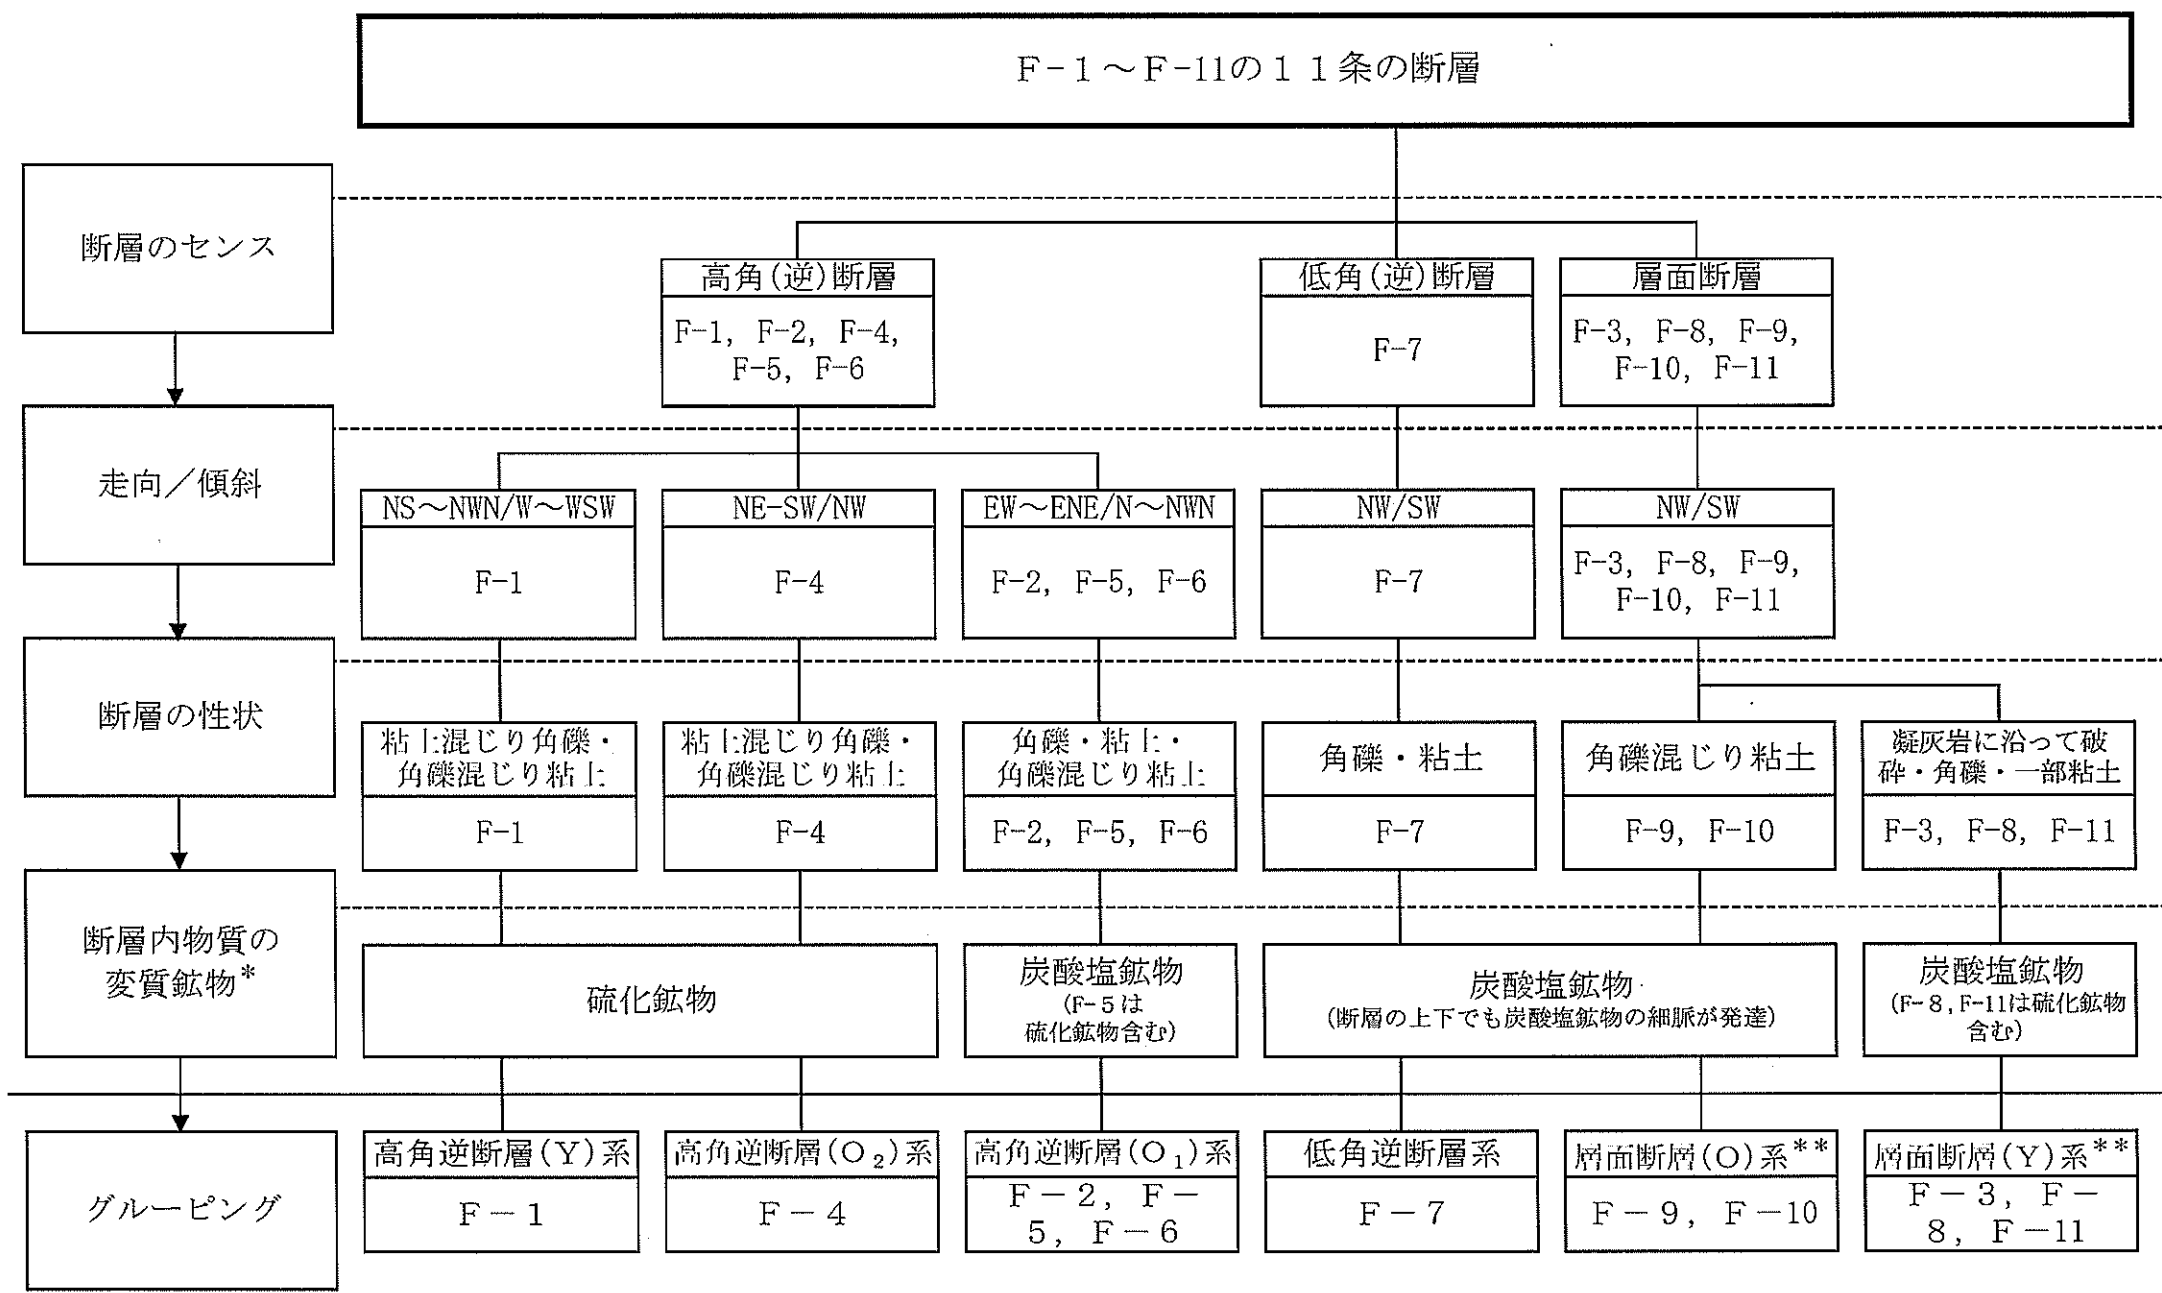 F-1～F-11の11条の断層
断層のセンス
高角(逆)断層
F-1, F-2, F-4,
F-5, F-6
低角(逆)断層
F-7
層面断層
F-3, F-8, F-9,
F-10, F-11
走向／傾斜
NS～NWN/W～WSW
F-1
NE-SW/NW
F-4
EW～ENE/N～NWN
F-2, F-5, F-6
NW/SW
F-7
NW/SW
F-3, F-8, F-9,
F-10, F-11
断層の性状
粘土混じり角礫・
角礫混じり粘土
F-1
粘土混じり角礫・
角礫混じり粘土
F-4
角礫・粘土・
角礫混じり粘土
F-2, F-5, F-6
角礫・粘土
F-7
角礫混じり粘土
F-9, F-10
凝灰岩に沿って破
砕・角礫・一部粘土
F-3, F-8, F-11
断層内物質の
変質鉱物*
硫化鉱物
炭酸塩鉱物
(F-5は
硫化鉱物含む)
炭酸塩鉱物
(断層の上下でも炭酸塩鉱物の細脈が発達)
炭酸塩鉱物
(F-8, F-11は硫化鉱物
含む)
グルーピング
高角逆断層(Y)系
F－1
高角逆断層(O₂)系
F－4
高角逆断層(O₁)系
F－2, F－
5, F－6
低角逆断層系
F－7
層面断層(O)系**
F－9, F－10
層面断層(Y)系**
F－3, F－
8, F－11